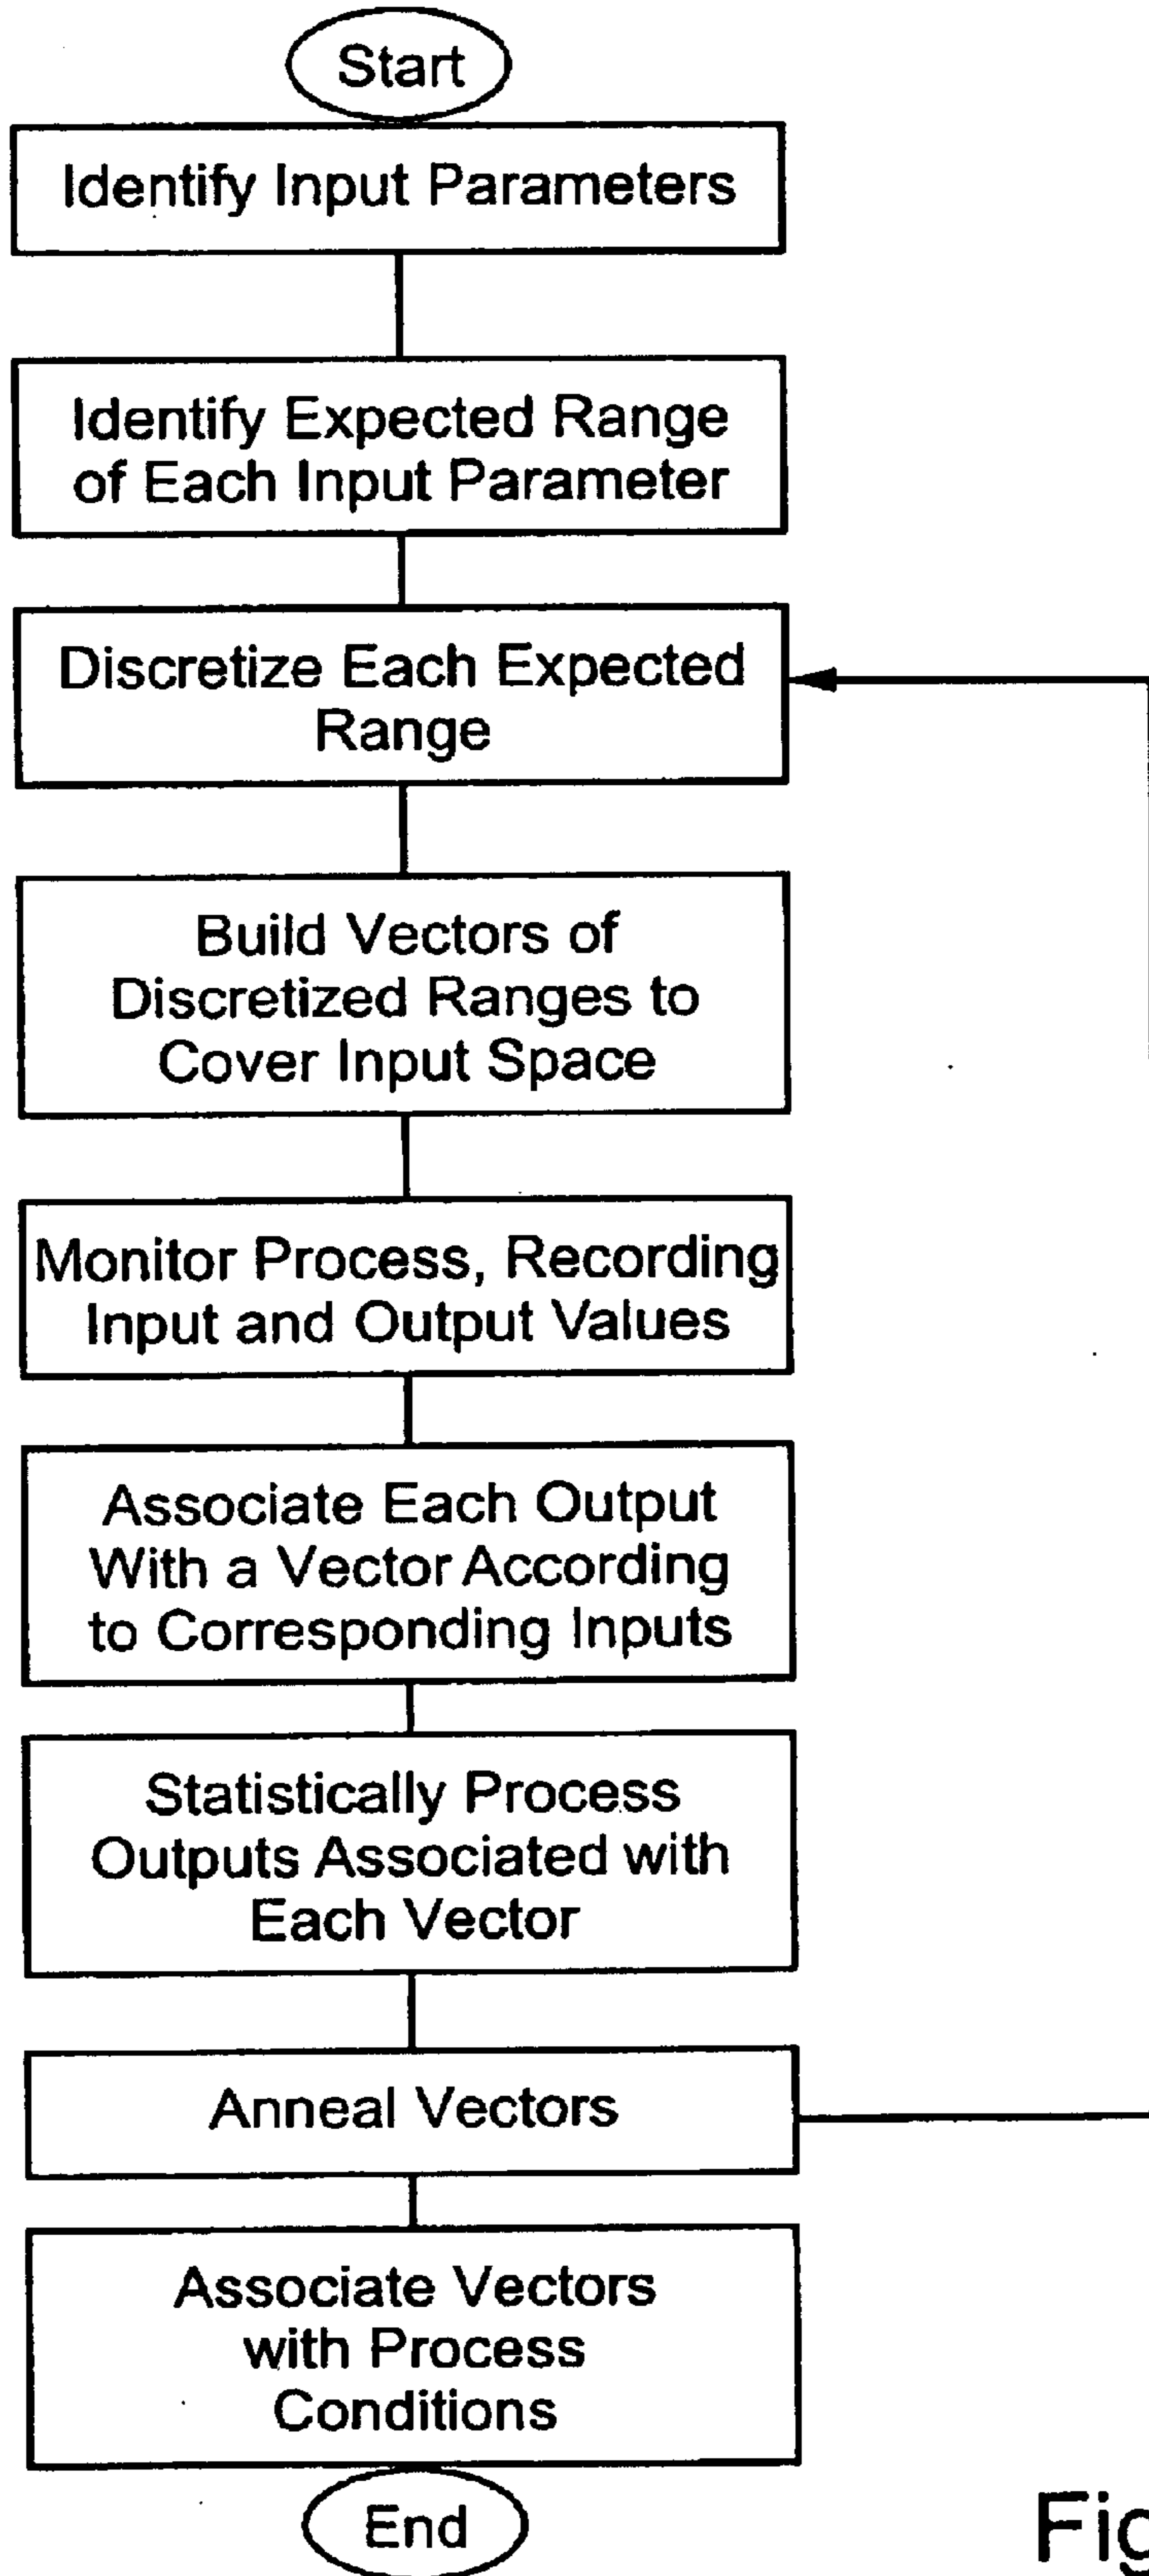 Start
Identify Input Parameters
Identify Expected Range
of Each Input Parameter
Discretize Each Expected
Range
Build Vectors of
Discretized Ranges to
Cover Input Space
Monitor Process, Recording
Input and Output Values
Associate Each Output
With a Vector According
to Corresponding Inputs
Statistically Process
Outputs Associated with
Each Vector
Anneal Vectors
Associate Vectors
with Process
Conditions
End
Fig